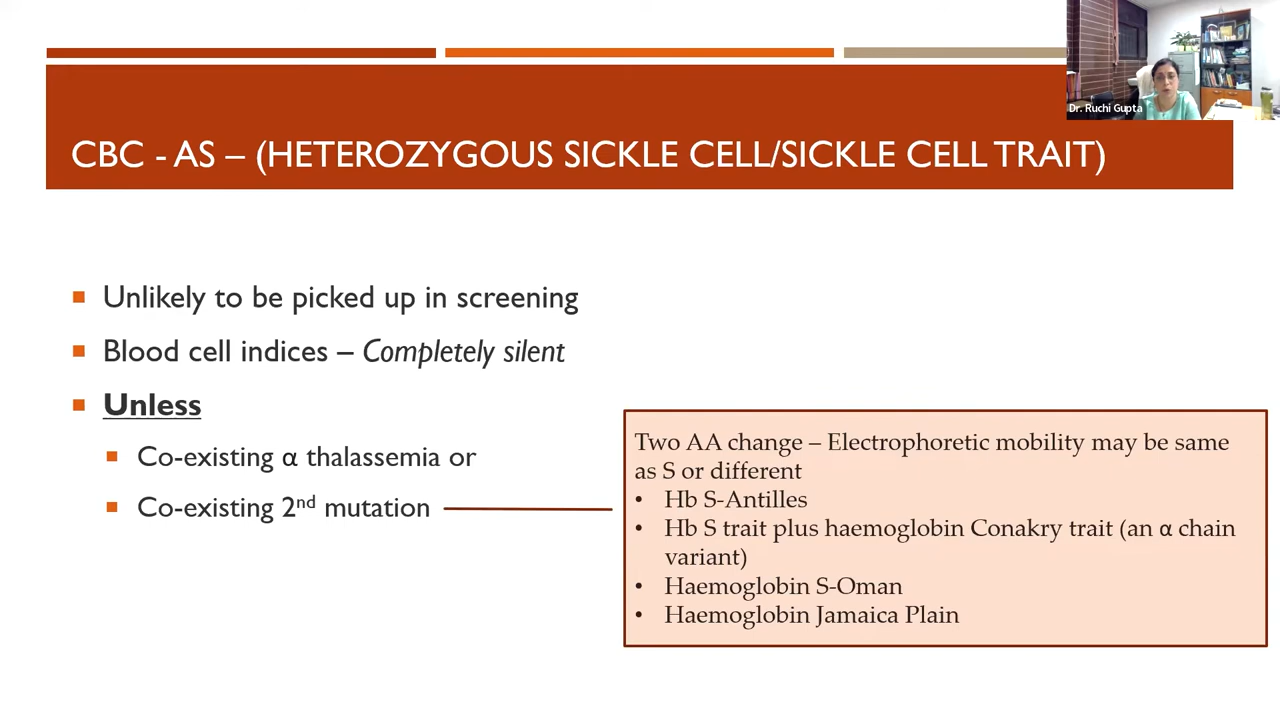 Dr. Ruchi Gupta
CBC - AS – (HETEROZYGOUS SICKLE CELL/SICKLE CELL TRAIT)
Unlikely to be picked up in screening
Blood cell indices – Completely silent
Unless
Co-existing α thalassemia or
Co-existing 2nd mutation
Two AA change – Electrophoretic mobility may be same
as S or different
• Hb S-Antilles
• Hb S trait plus haemoglobin Conakry trait (an α chain
variant)
• Haemoglobin S-Oman
• Haemoglobin Jamaica Plain